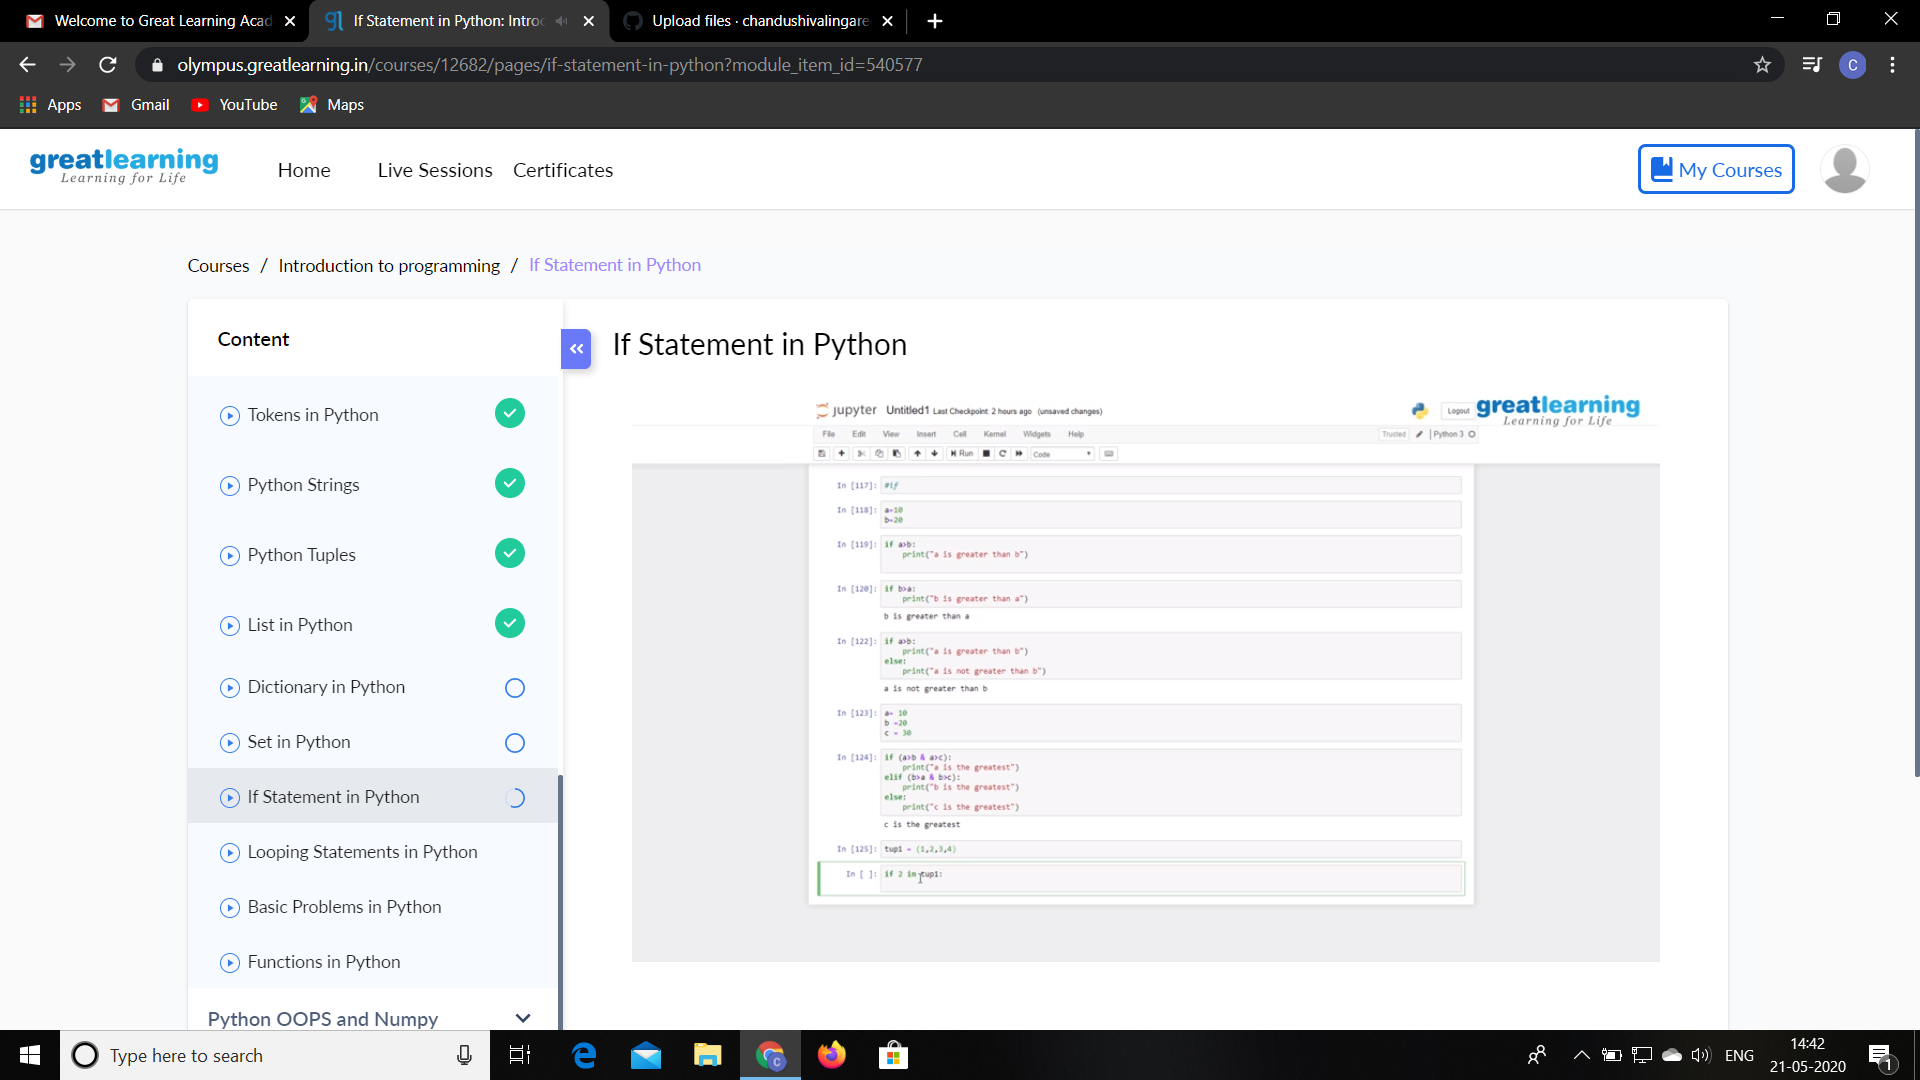 Welcome to Great Learning Acad
If Statement in Python: Intro
Upload files · chandushivalingare
olympus.greatlearning.in/courses/12682/pages/if-statement-in-python?module_item_id=540577
C
Apps
Gmail
YouTube
Maps
greatlearning
Learning for Life
Home
Live Sessions
Certificates
My Courses
Courses / Introduction to programming / If Statement in Python
Content
If Statement in Python
Tokens in Python
Python Strings
Python Tuples
List in Python
Dictionary in Python
Set in Python
If Statement in Python
Looping Statements in Python
Basic Problems in Python
Functions in Python
Python OOPS and Numpy
jupyter Untitled1 Last Checkpoint: 2 hours ago (unsaved changes)
Logout
greatlearning
Learning for Life
File Edit View Insert Cell Kernel Widgets Help
Trusted
Python 3
Run
Code
In [117]: #if
In [118]: a=10
b=20
In [119]: if a>b:
print("a is greater than b")
In [120]: if b>a:
print("b is greater than a")
b is greater than a
In [122]: if a>b:
print("a is greater than b")
else:
print("a is not greater than b")
a is not greater than b
In [123]: a= 10
b =20
c = 30
In [124]: if (a>b & a>c):
print("a is the greatest")
elif (b>a & b>c):
print("b is the greatest")
else:
print("c is the greatest")
c is the greatest
In [125]: tup1 = (1,2,3,4)
In [ ]: if 2 in tup1:
Type here to search
ENG
14:42
21-05-2020
1